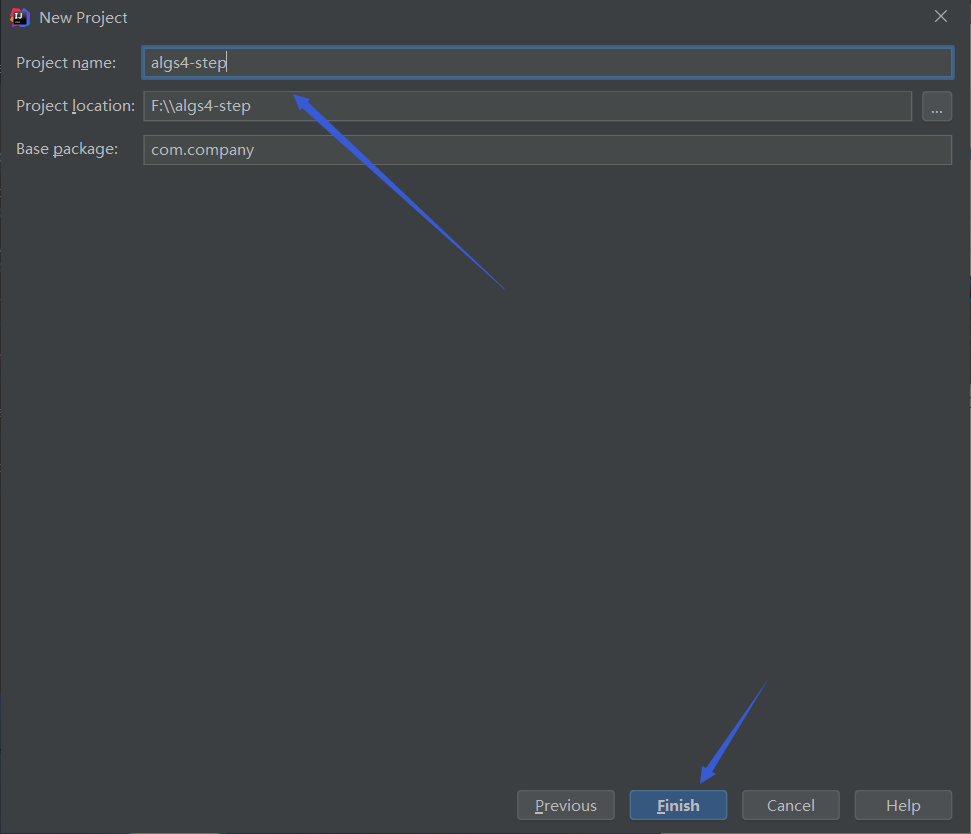 New Project
Project name: algs4-step
Project location: F:\\algs4-step ...
Base package: com.company
Previous Finish Cancel Help